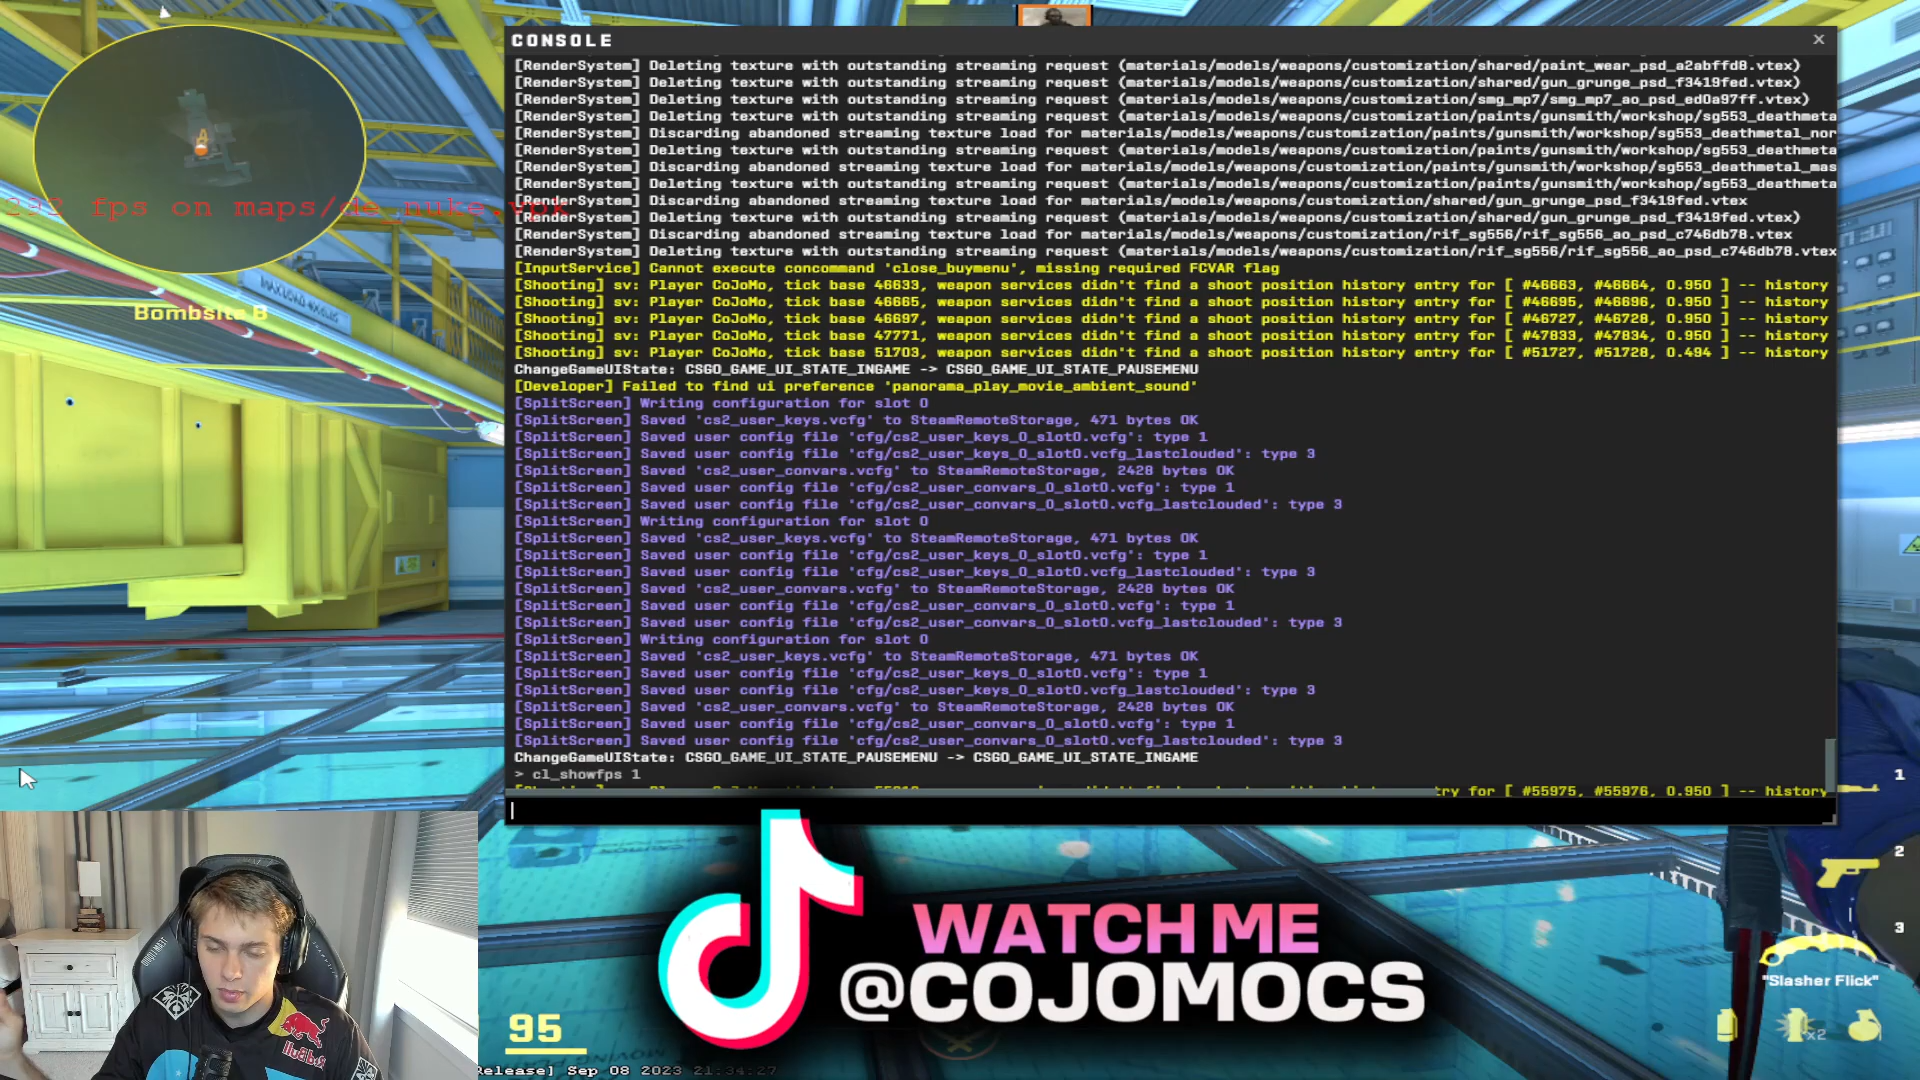 CONSOLE
[RenderSystem] Deleting texture with outstanding streaming request (materials/models/weapons/customization/shared/paint_wear_psd_a2abffd8.vtex)
[RenderSystem] Deleting texture with outstanding streaming request (materials/models/weapons/customization/shared/gun_grunge_psd_f3419fed.vtex)
[RenderSystem] Deleting texture with outstanding streaming request (materials/models/weapons/customization/smg_mp7/smg_mp7_ao_psd_ed0a97ff.vtex)
[RenderSystem] Deleting texture with outstanding streaming request (materials/models/weapons/customization/paints/gunsmith/workshop/sg553_deathmeta
[RenderSystem] Discarding abandoned streaming texture load for materials/models/weapons/customization/paints/gunsmith/workshop/sg553_deathmetal_nor
[RenderSystem] Deleting texture with outstanding streaming request (materials/models/weapons/customization/paints/gunsmith/workshop/sg553_deathmeta
[RenderSystem] Discarding abandoned streaming texture load for materials/models/weapons/customization/paints/gunsmith/workshop/sg553_deathmetal_mas
[RenderSystem] Deleting texture with outstanding streaming request (materials/models/weapons/customization/paints/gunsmith/workshop/sg553_deathmeta
[RenderSystem] Discarding abandoned streaming texture load for materials/models/weapons/customization/shared/gun_grunge_psd_f3419fed.vtex
292 fps on maps/de_nuke.vpk
[RenderSystem] Deleting texture with outstanding streaming request (materials/models/weapons/customization/shared/gun_grunge_psd_f3419fed.vtex)
[RenderSystem] Discarding abandoned streaming texture load for materials/models/weapons/customization/rif_sg556/rif_sg556_ao_psd_c746db78.vtex
[RenderSystem] Deleting texture with outstanding streaming request (materials/models/weapons/customization/rif_sg556/rif_sg556_ao_psd_c746db78.vtex
[InputService] Cannot execute concommand 'close_buymenu', missing required FCVAR flag
[Shooting] sv: Player CoJoMo, tick base 46633, weapon services didn't find a shoot position history entry for [ #46663, #46664, 0.950 ] -- history
[Shooting] sv: Player CoJoMo, tick base 46665, weapon services didn't find a shoot position history entry for [ #46695, #46696, 0.950 ] -- history
Bombsite B
[Shooting] sv: Player CoJoMo, tick base 46697, weapon services didn't find a shoot position history entry for [ #46727, #46728, 0.950 ] -- history
[Shooting] sv: Player CoJoMo, tick base 47771, weapon services didn't find a shoot position history entry for [ #47833, #47834, 0.950 ] -- history
[Shooting] sv: Player CoJoMo, tick base 51703, weapon services didn't find a shoot position history entry for [ #51727, #51728, 0.494 ] -- history
ChangeGameUIState: CSGO_GAME_UI_STATE_INGAME -> CSGO_GAME_UI_STATE_PAUSEMENU
[Developer] Failed to find ui preference 'panorama_play_movie_ambient_sound'
[SplitScreen] Writing configuration for slot 0
[SplitScreen] Saved 'cs2_user_keys.vcfg' to SteamRemoteStorage, 471 bytes OK
[SplitScreen] Saved user config file 'cfg/cs2_user_keys_0_slot0.vcfg': type 1
[SplitScreen] Saved user config file 'cfg/cs2_user_keys_0_slot0.vcfg_lastclouded': type 3
[SplitScreen] Saved 'cs2_user_convars.vcfg' to SteamRemoteStorage, 2428 bytes OK
[SplitScreen] Saved user config file 'cfg/cs2_user_convars_0_slot0.vcfg': type 1
[SplitScreen] Saved user config file 'cfg/cs2_user_convars_0_slot0.vcfg_lastclouded': type 3
[SplitScreen] Writing configuration for slot 0
[SplitScreen] Saved 'cs2_user_keys.vcfg' to SteamRemoteStorage, 471 bytes OK
[SplitScreen] Saved user config file 'cfg/cs2_user_keys_0_slot0.vcfg': type 1
[SplitScreen] Saved user config file 'cfg/cs2_user_keys_0_slot0.vcfg_lastclouded': type 3
[SplitScreen] Saved 'cs2_user_convars.vcfg' to SteamRemoteStorage, 2428 bytes OK
[SplitScreen] Saved user config file 'cfg/cs2_user_convars_0_slot0.vcfg': type 1
[SplitScreen] Saved user config file 'cfg/cs2_user_convars_0_slot0.vcfg_lastclouded': type 3
[SplitScreen] Writing configuration for slot 0
[SplitScreen] Saved 'cs2_user_keys.vcfg' to SteamRemoteStorage, 471 bytes OK
[SplitScreen] Saved user config file 'cfg/cs2_user_keys_0_slot0.vcfg': type 1
[SplitScreen] Saved user config file 'cfg/cs2_user_keys_0_slot0.vcfg_lastclouded': type 3
[SplitScreen] Saved 'cs2_user_convars.vcfg' to SteamRemoteStorage, 2428 bytes OK
[SplitScreen] Saved user config file 'cfg/cs2_user_convars_0_slot0.vcfg': type 1
[SplitScreen] Saved user config file 'cfg/cs2_user_convars_0_slot0.vcfg_lastclouded': type 3
ChangeGameUIState: CSGO_GAME_UI_STATE_PAUSEMENU -> CSGO_GAME_UI_STATE_INGAME
> cl_showfps 1
try for [ #55975, #55976, 0.950 ] -- history
1
2
3
WATCH ME
@COJOMOCS
"Slasher Flick"
x2
95
Release] Sep 08 2023 21:34:27
Red Bull